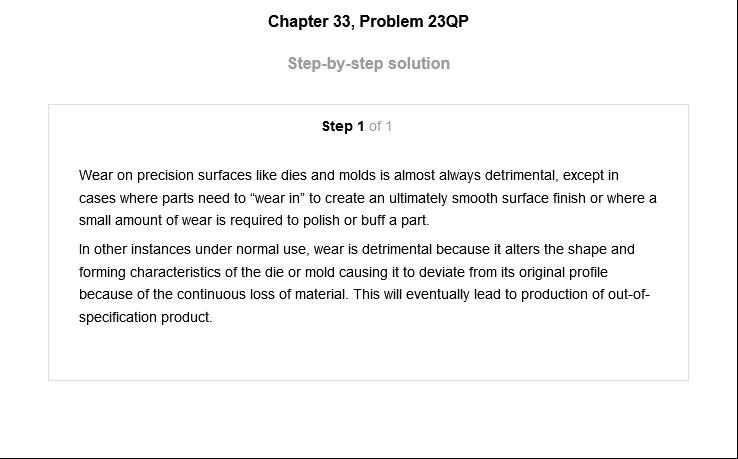 Chapter 33, Problem 23QP
Step-by-step solution
Step 1 of 1
Wear on precision surfaces like dies and molds is almost always detrimental, except in
cases where parts need to “wear in” to create an ultimately smooth surface finish or where a
small amount of wear is required to polish or buff a part.
In other instances under normal use, wear is detrimental because it alters the shape and
forming characteristics of the die or mold causing it to deviate from its original profile
because of the continuous loss of material. This will eventually lead to production of out-of-
specification product.